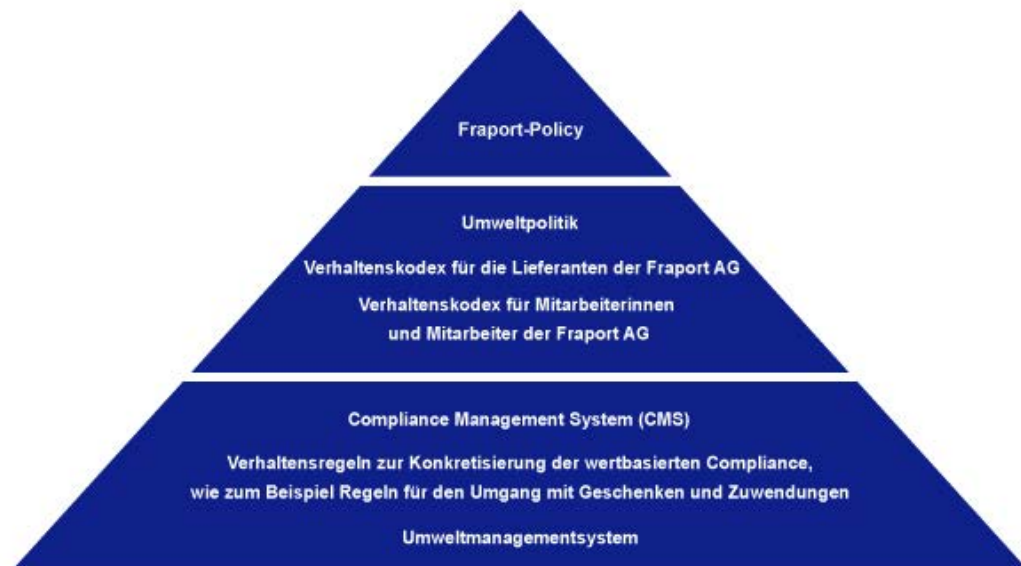 Fraport-Policy
Umweltpolitik
Verhaltenskodex für die Lieferanten der Fraport AG
Verhaltenskodex für Mitarbeiterinnen
und Mitarbeiter der Fraport AG
Compliance Management System (CMS)
Verhaltensregeln zur Konkretisierung der wertbasierten Compliance,
wie zum Beispiel Regeln für den Umgang mit Geschenken und Zuwendungen
Umweltmanagementsystem